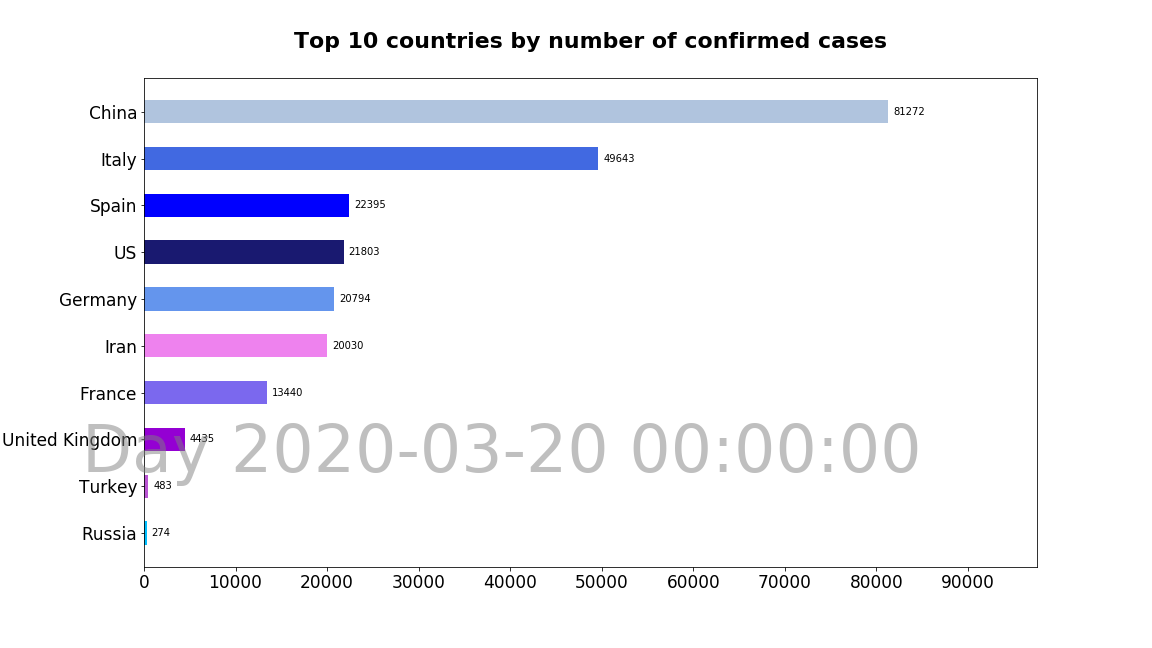 Top 10 countries by number of confirmed cases
China 81272
Italy 49643
Spain 22395
US 21803
Germany 20794
Iran 20030
France 13440
United Kingdom 4435
Day 2020-03-20 00:00:00
Turkey 483
Russia 274
0 10000 20000 30000 40000 50000 60000 70000 80000 90000